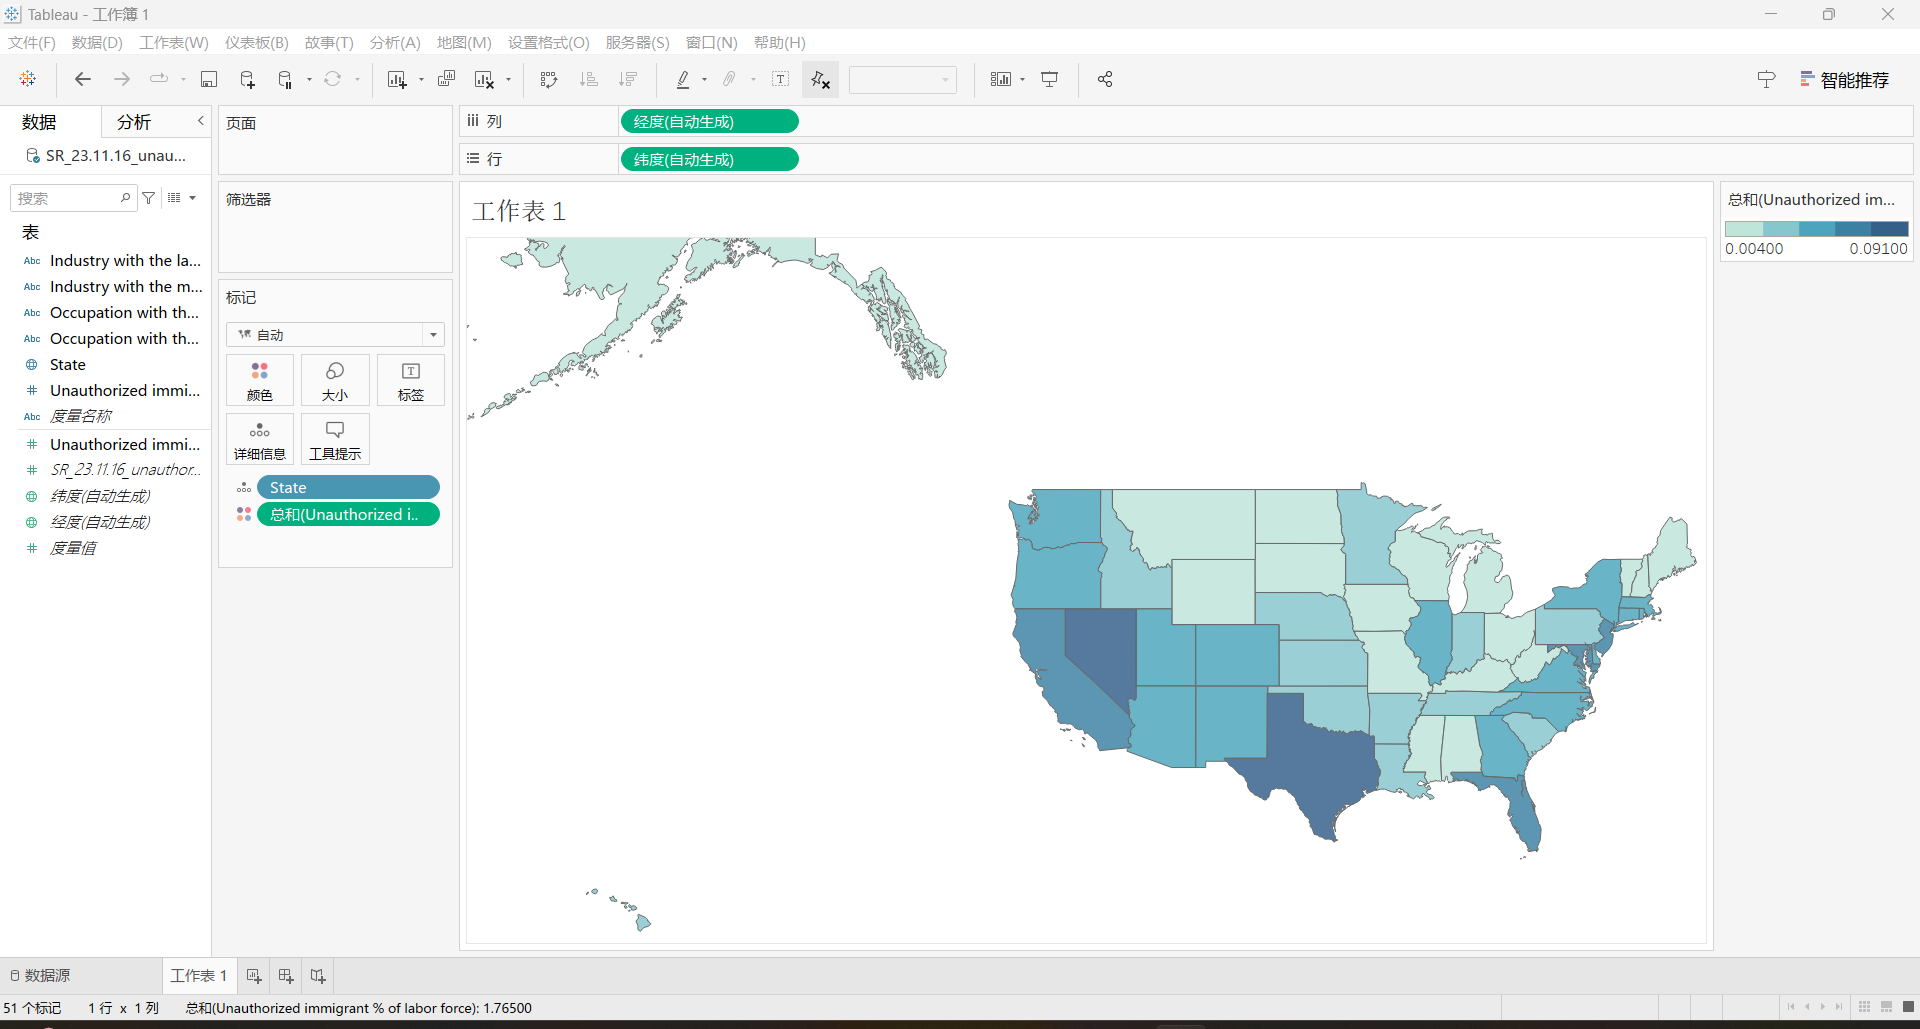 Tableau - 工作簿 1
文件(F) 数据(D) 工作表(W) 仪表板(B) 故事(T) 分析(A) 地图(M) 设置格式(O) 服务器(S) 窗口(N) 帮助(H)
智能推荐
数据 分析
SR_23.11.16_unau...
搜索
表
Abc Industry with the la...
Abc Industry with the m...
Abc Occupation with th...
Abc Occupation with th...
State
# Unauthorized immi...
Abc 度量名称
# Unauthorized immi...
# SR_23.11.16_unauthor...
纬度(自动生成)
经度(自动生成)
# 度量值
页面
筛选器
标记
自动
颜色 大小 标签
详细信息 工具提示
State
总和(Unauthorized i..
列 经度(自动生成)
行 纬度(自动生成)
工作表 1
总和(Unauthorized im...
0.00400 0.09100
数据源 工作表 1
51 个标记 1 行 x 1 列 总和(Unauthorized immigrant % of labor force): 1.76500